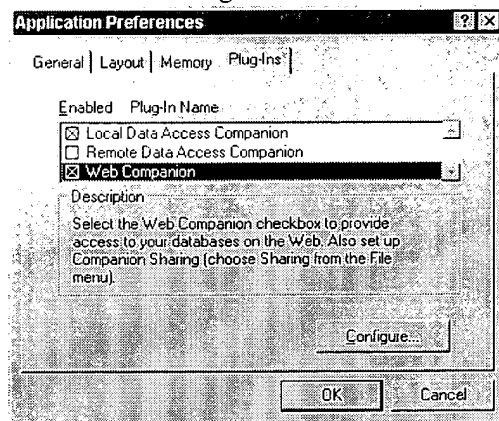 Application Preferences
General Layout Memory Plug-Ins
Enabled Plug-In Name
Local Data Access Companion
Remote Data Access Companion
Web Companion
Description
Select the Web Companion checkbox to provide
access to your databases on the Web. Also set up
Companion Sharing (choose Sharing from the File
menu).
Configure...
OK Cancel